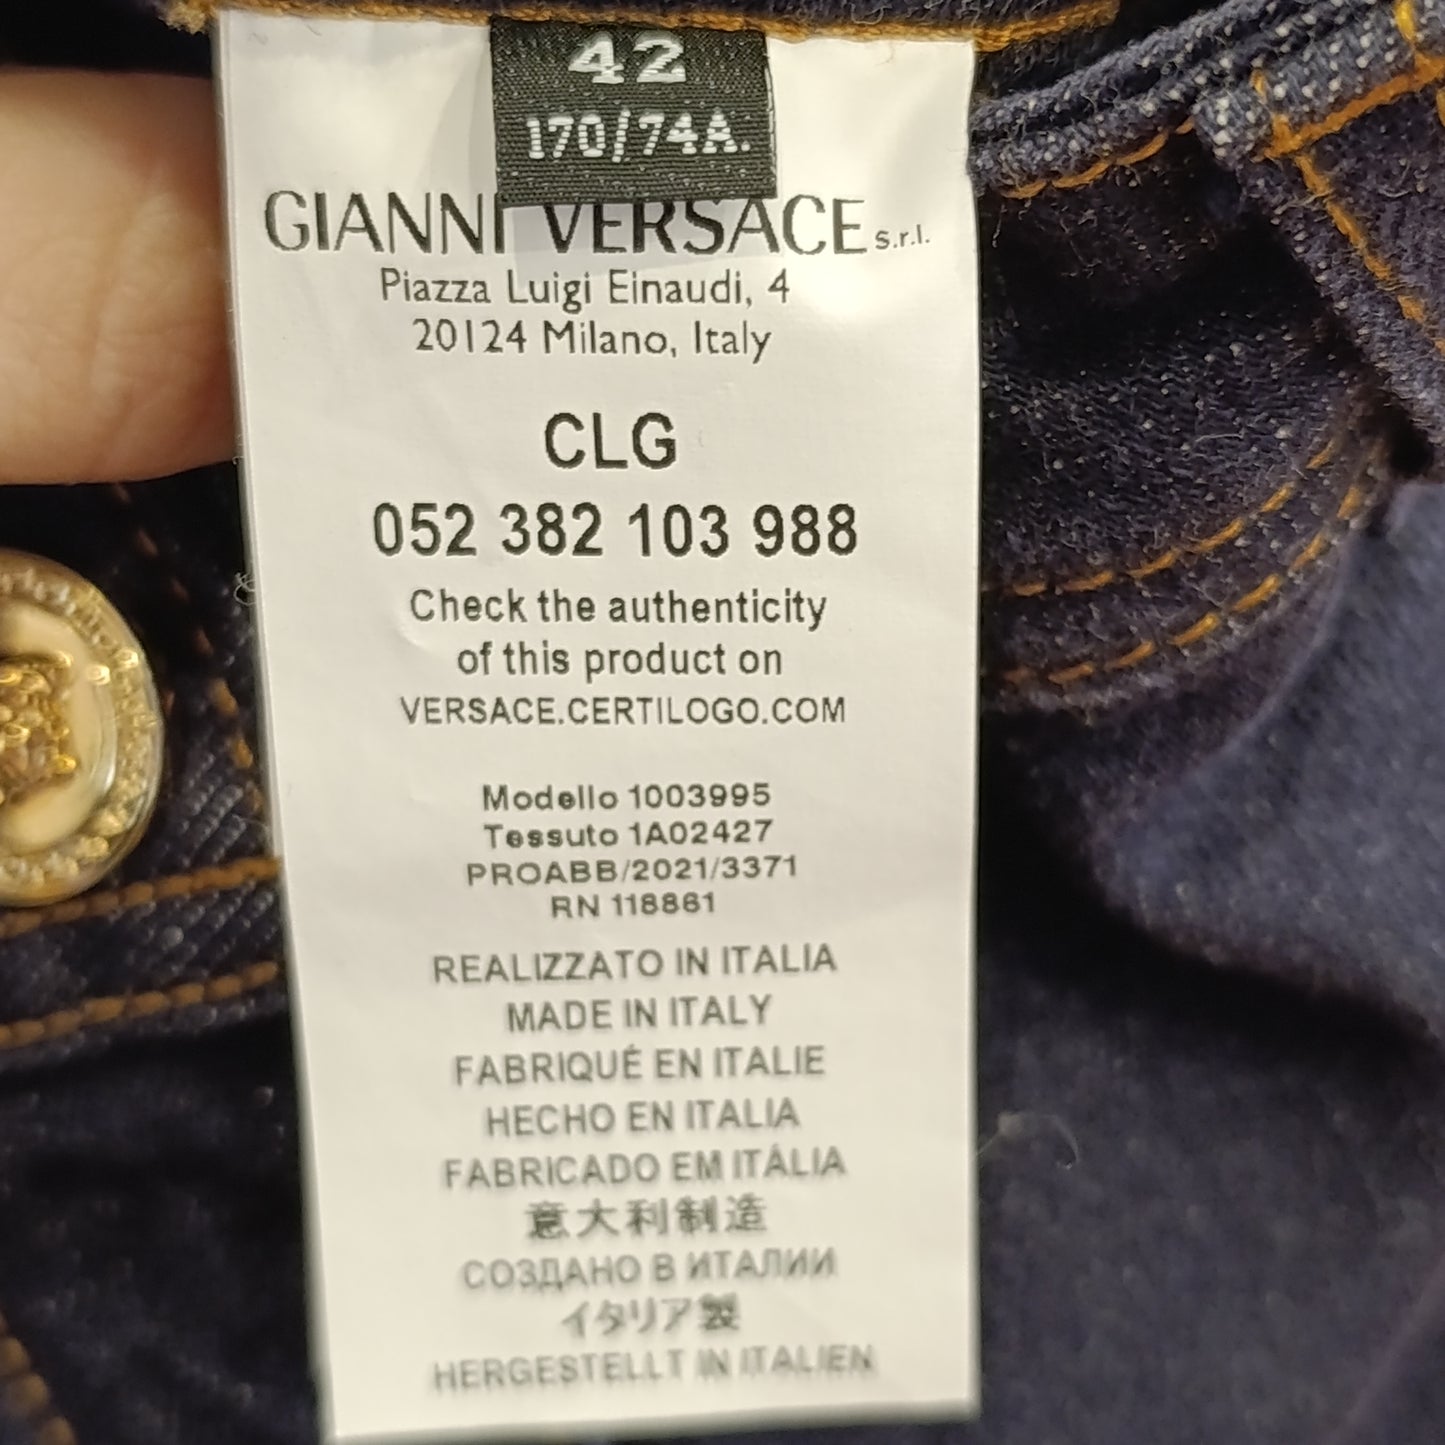 42
170/74A.
GIANNI VERSACE s.r.l.
Piazza Luigi Einaudi, 4
20124 Milano, Italy
CLG
052 382 103 988
Check the authenticity
of this product on
VERSACE.CERTILOGO.COM
Modello 1003995
Tessuto 1A02427
PROABB/2021/3371
RN 118861
REALIZZATO IN ITALIA
MADE IN ITALY
FABRIQUÉ EN ITALIE
HECHO EN ITALIA
FABRICADO EM ITÁLIA
意大利制造
СОЗДАНО В ИТАЛИИ
イタリア製
HERGESTELLT IN ITALIEN